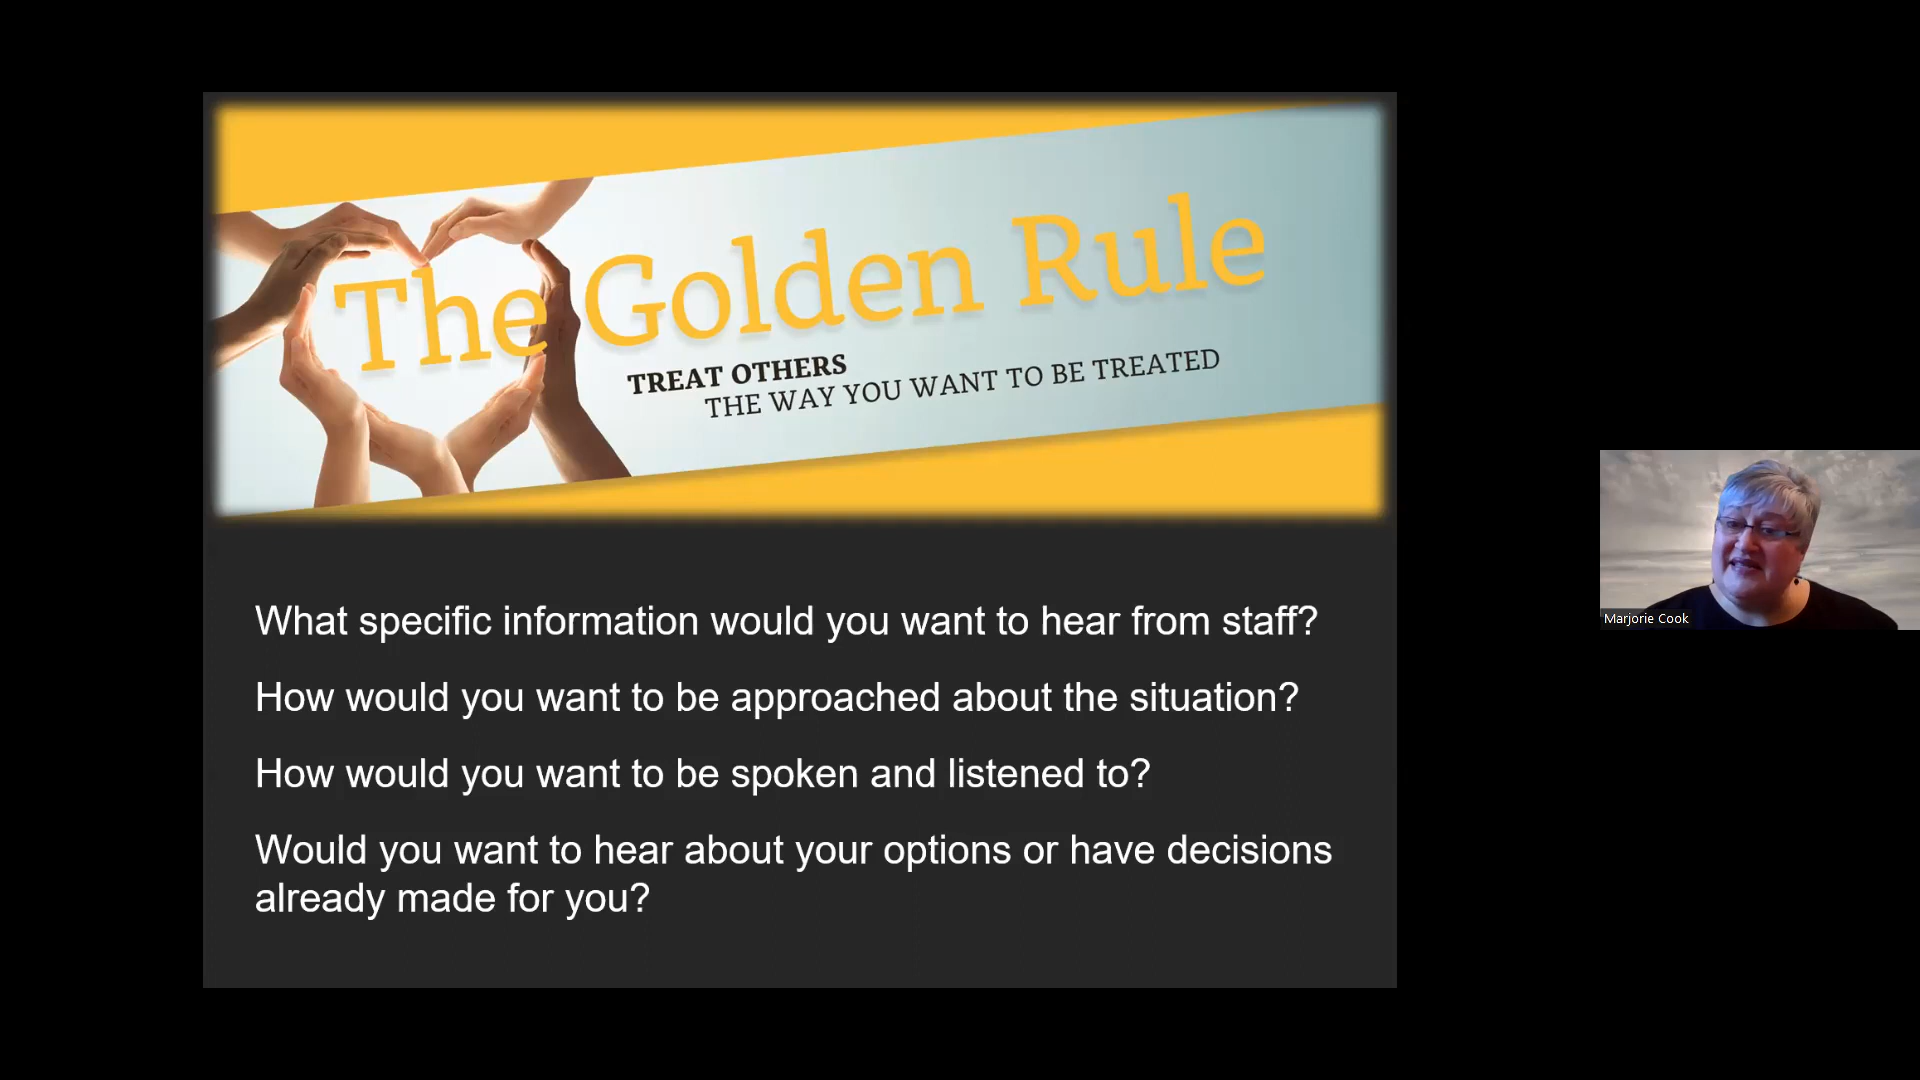 The Golden Rule
TREAT OTHERS
THE WAY YOU WANT TO BE TREATED
What specific information would you want to hear from staff?
How would you want to be approached about the situation?
How would you want to be spoken and listened to?
Would you want to hear about your options or have decisions
already made for you?
Marjorie Cook